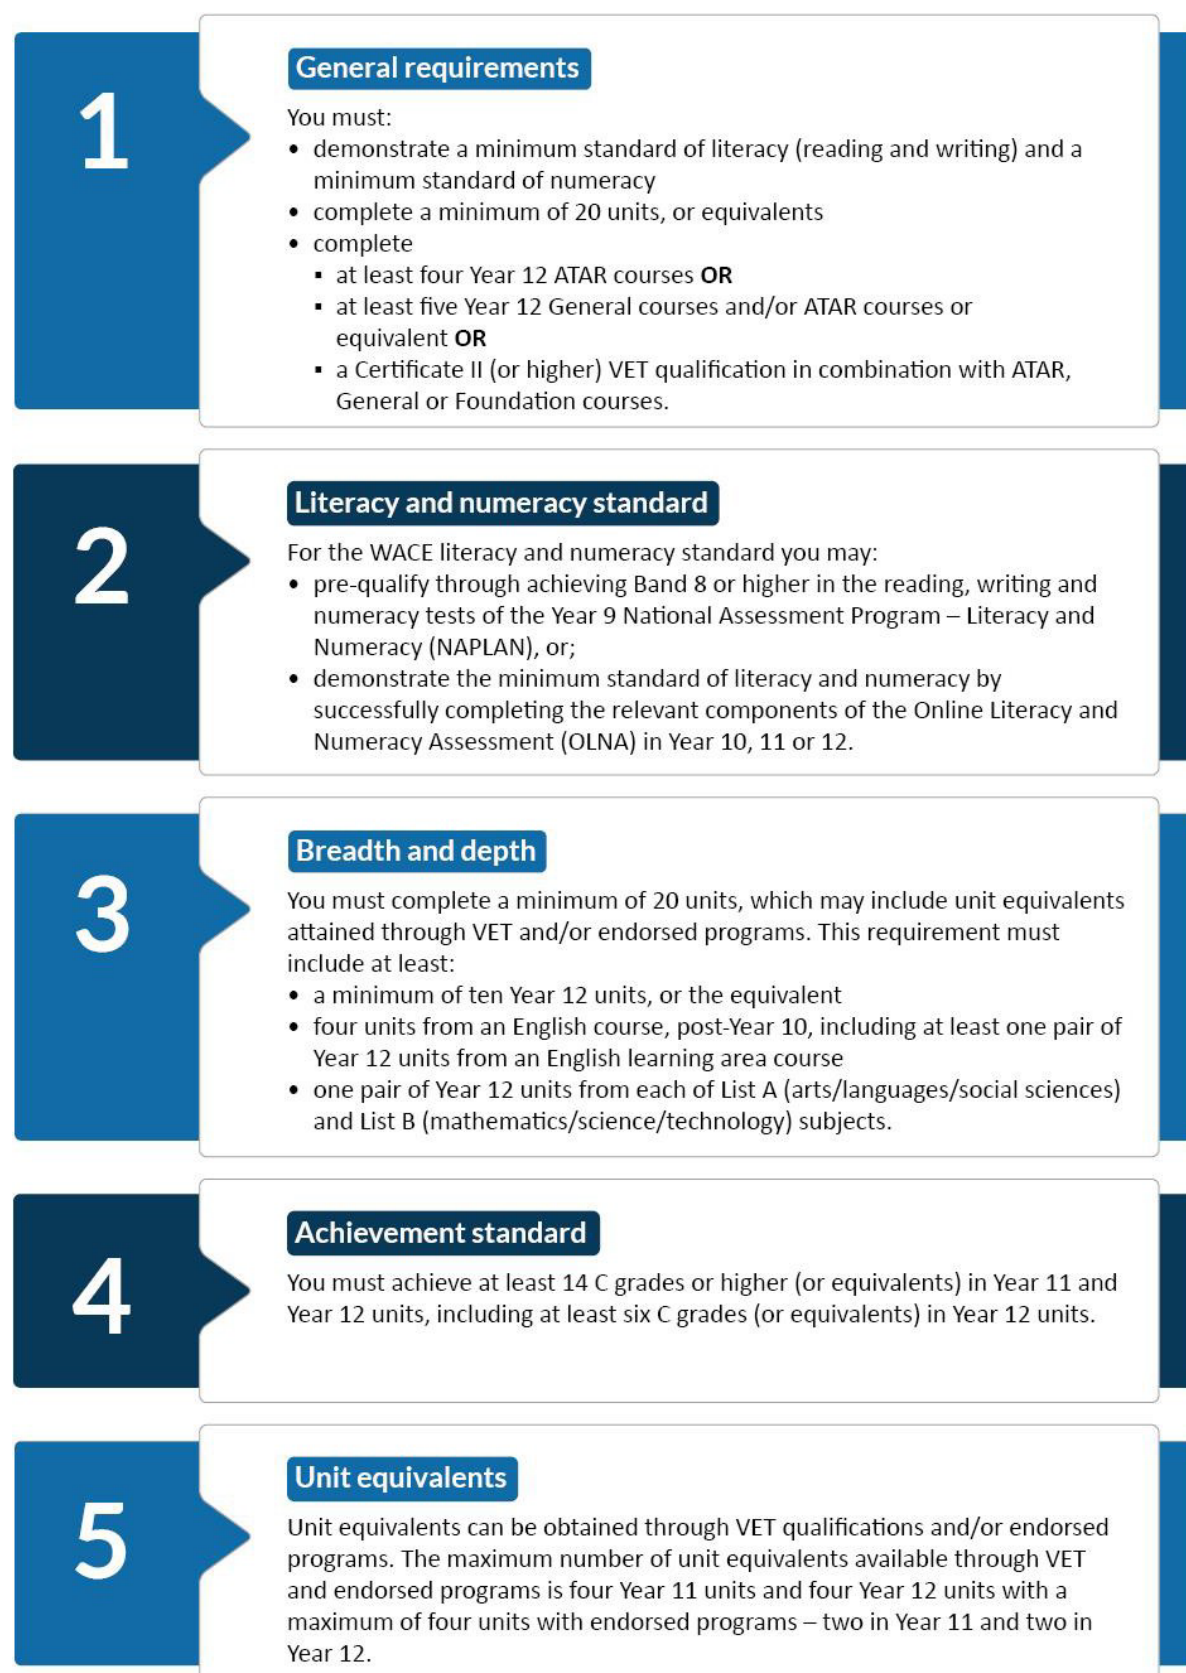 1
General requirements
You must:
• demonstrate a minimum standard of literacy (reading and writing) and a
minimum standard of numeracy
• complete a minimum of 20 units, or equivalents
• complete
▪ at least four Year 12 ATAR courses OR
▪ at least five Year 12 General courses and/or ATAR courses or
equivalent OR
▪ a Certificate II (or higher) VET qualification in combination with ATAR,
General or Foundation courses.
2
Literacy and numeracy standard
For the WACE literacy and numeracy standard you may:
• pre-qualify through achieving Band 8 or higher in the reading, writing and
numeracy tests of the Year 9 National Assessment Program – Literacy and
Numeracy (NAPLAN), or;
• demonstrate the minimum standard of literacy and numeracy by
successfully completing the relevant components of the Online Literacy and
Numeracy Assessment (OLNA) in Year 10, 11 or 12.
3
Breadth and depth
You must complete a minimum of 20 units, which may include unit equivalents
attained through VET and/or endorsed programs. This requirement must
include at least:
• a minimum of ten Year 12 units, or the equivalent
• four units from an English course, post-Year 10, including at least one pair of
Year 12 units from an English learning area course
• one pair of Year 12 units from each of List A (arts/languages/social sciences)
and List B (mathematics/science/technology) subjects.
4
Achievement standard
You must achieve at least 14 C grades or higher (or equivalents) in Year 11 and
Year 12 units, including at least six C grades (or equivalents) in Year 12 units.
5
Unit equivalents
Unit equivalents can be obtained through VET qualifications and/or endorsed
programs. The maximum number of unit equivalents available through VET
and endorsed programs is four Year 11 units and four Year 12 units with a
maximum of four units with endorsed programs – two in Year 11 and two in
Year 12.